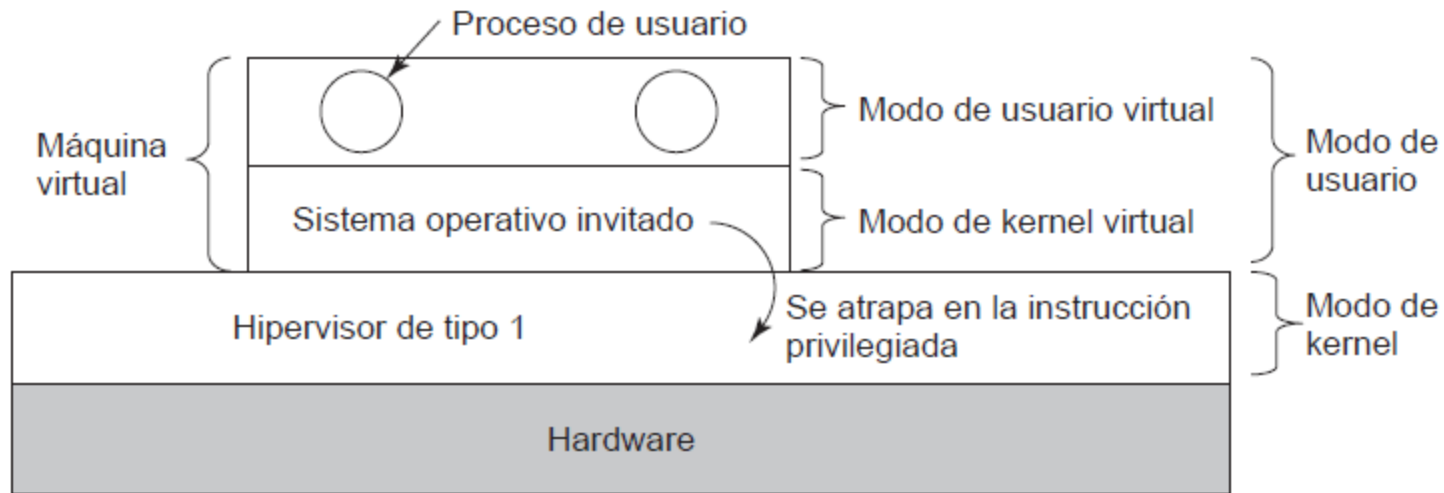 Proceso de usuario
Máquina
virtual
Modo de usuario virtual
Modo de
usuario
Sistema operativo invitado
Modo de kernel virtual
Hipervisor de tipo 1
Se atrapa en la instrucción
privilegiada
Modo de
kernel
Hardware